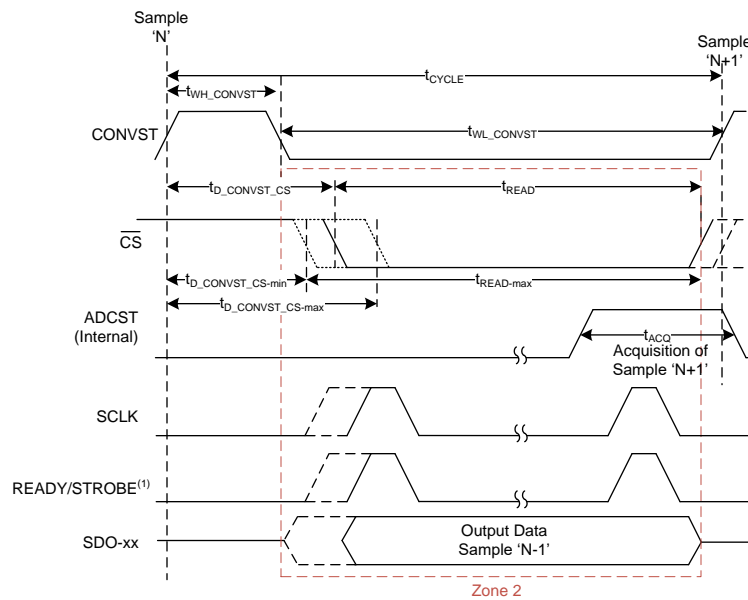 Sample
'N'
Sample
'N+1'
tCYCLE
tWH_CONVST
CONVST
tWL_CONVST
tD_CONVST_CS
tREAD
CS
tD_CONVST_CS-min
tREAD-max
tD_CONVST_CS-max
ADCST
(Internal)
tACQ
Acquisition of
Sample 'N+1'
SCLK
READY/STROBE(1)
SDO-xx
Output Data
Sample 'N-1'
Zone 2